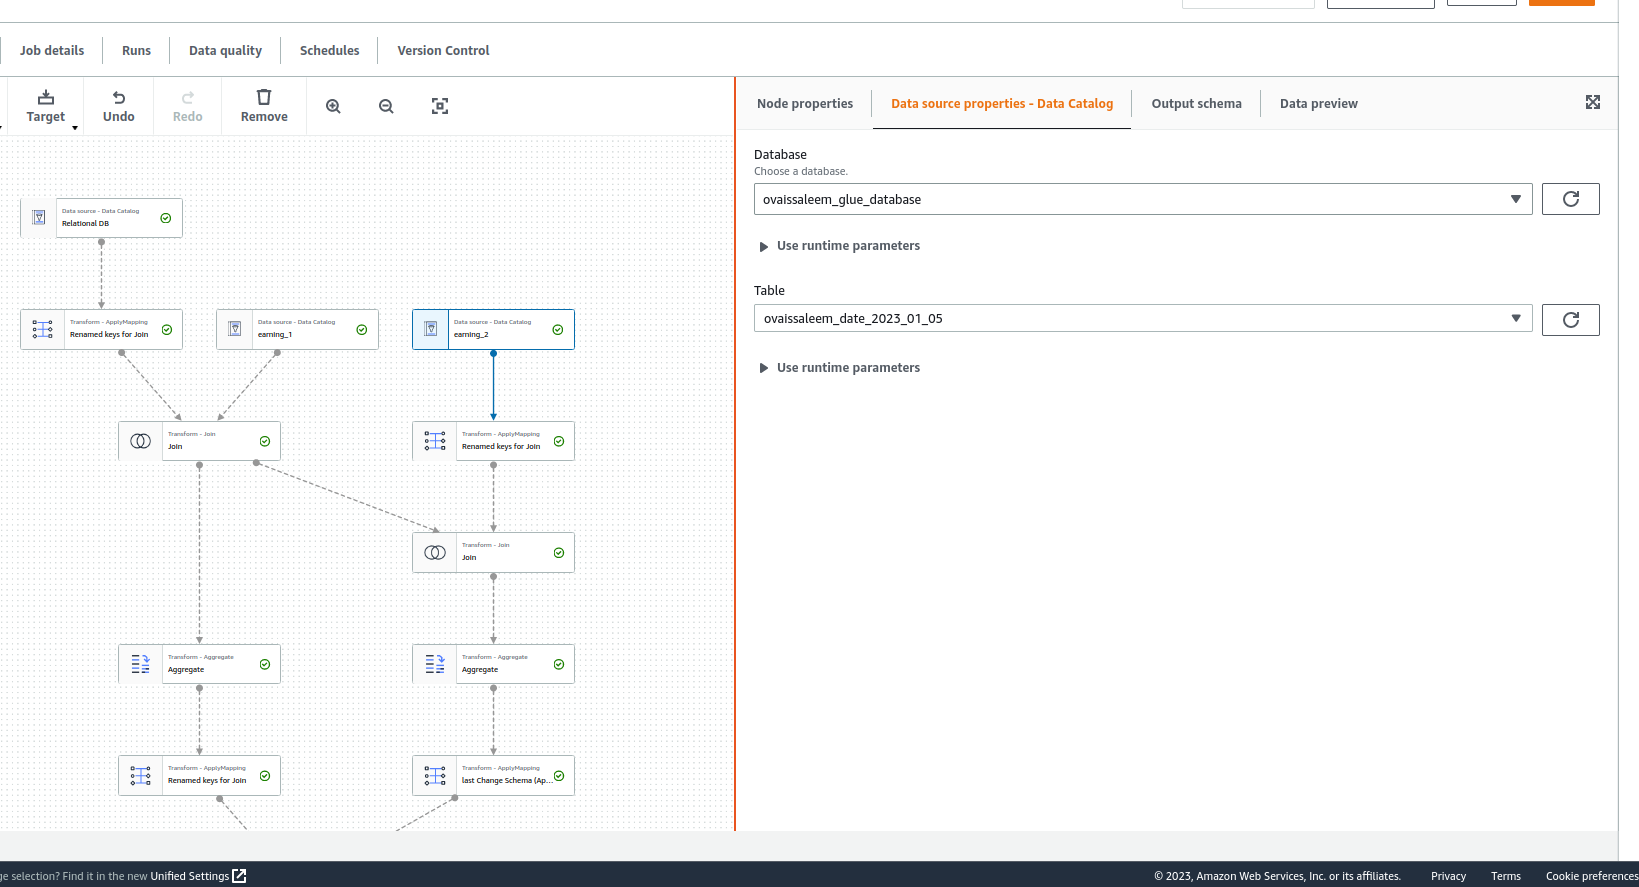 Job details
Runs
Data quality
Schedules
Version Control
Target
Undo
Redo
Remove
Node properties
Data source properties - Data Catalog
Output schema
Data preview
Database
Choose a database.
ovaissaleem_glue_database
Use runtime parameters
Table
ovaissaleem_date_2023_01_05
Use runtime parameters
Data source - Data Catalog
Relational DB
Transform - ApplyMapping
Renamed keys for Join
Data source - Data Catalog
earning_1
Data source - Data Catalog
earning_2
Transform - Join
Join
Transform - ApplyMapping
Renamed keys for Join
Transform - Join
Join
Transform - Aggregate
Aggregate
Transform - Aggregate
Aggregate
Transform - ApplyMapping
Renamed keys for Join
Transform - ApplyMapping
last Change Schema (Ap...
ge selection? Find it in the new Unified Settings
© 2023, Amazon Web Services, Inc. or its affiliates.
Privacy
Terms
Cookie preferences